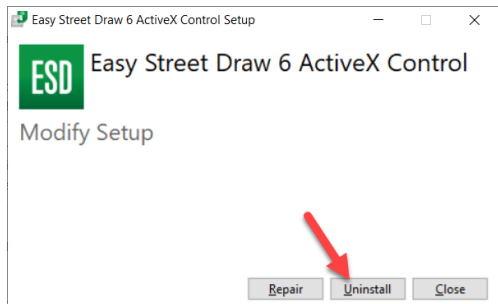 Easy Street Draw 6 ActiveX Control Setup
ESD
Easy Street Draw 6 ActiveX Control
Modify Setup
Repair
Uninstall
Close